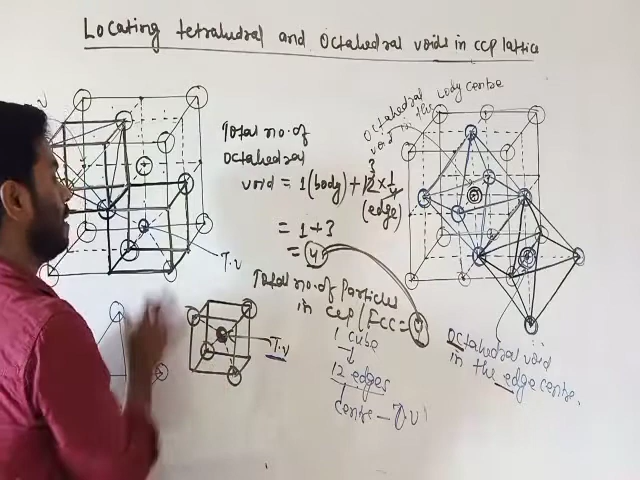 Locating tetrahedral and Octahedral voids in ccp lattice
Total no. of
octahedral
void = 1 (body) + 12 × 1/4
3
(edge)
= 1 + 3
= 4
T.V
Total no. of particles
in ccp (FCC =
1 cube
12 edges
centre -
T.V
Octahedral
void in the body centre
Octahedral void
in the edge centre.